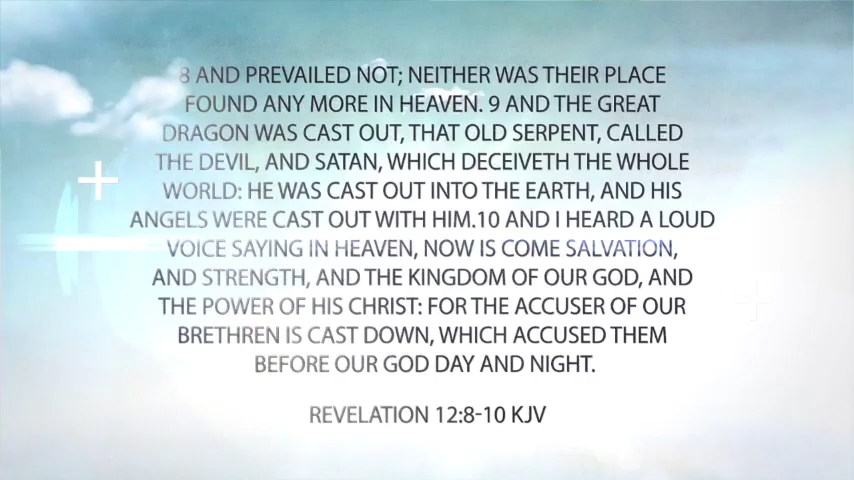 8 AND PREVAILED NOT; NEITHER WAS THEIR PLACE
FOUND ANY MORE IN HEAVEN. 9 AND THE GREAT
DRAGON WAS CAST OUT, THAT OLD SERPENT, CALLED
THE DEVIL, AND SATAN, WHICH DECEIVETH THE WHOLE
WORLD: HE WAS CAST OUT INTO THE EARTH, AND HIS
ANGELS WERE CAST OUT WITH HIM.10 AND I HEARD A LOUD
VOICE SAYING IN HEAVEN, NOW IS COME SALVATION,
AND STRENGTH, AND THE KINGDOM OF OUR GOD, AND
THE POWER OF HIS CHRIST: FOR THE ACCUSER OF OUR
BRETHREN IS CAST DOWN, WHICH ACCUSED THEM
BEFORE OUR GOD DAY AND NIGHT.
REVELATION 12:8-10 KJV